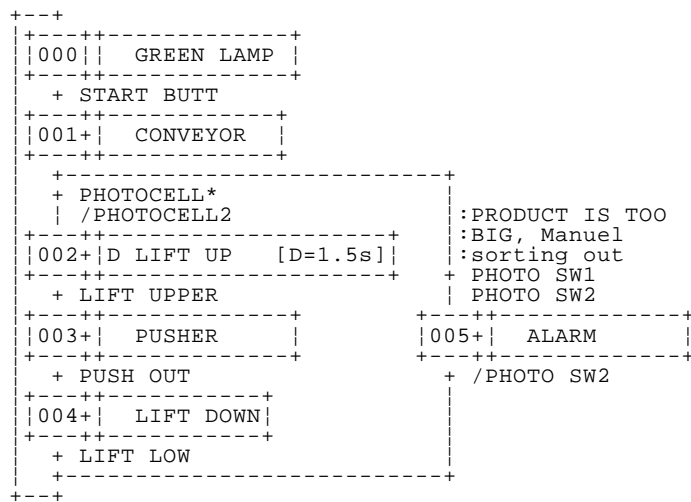 000 GREEN LAMP
START BUTT
001 CONVEYOR
PHOTOCELL*
/PHOTOCELL2
:PRODUCT IS TOO
:BIG, Manuel
:sorting out
002 D LIFT UP [D=1.5s]
PHOTO SW1
LIFT UPPER
PHOTO SW2
003 PUSHER
005 ALARM
PUSH OUT
/PHOTO SW2
004 LIFT DOWN
LIFT LOW